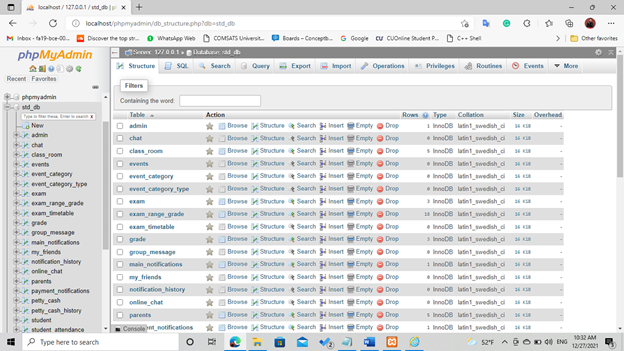 localhost / 127.0.0.1 / std_db |
localhost/phpmyadmin/db_structure.php?db=std_db
Import favorites
Inbox - fa19-bce-00...
Discover the top str...
WhatsApp Web
COMSATS Universit...
Boards – Conceptb...
Google
CUOnline Student P...
C++ Shell
Other favorites
phpMyAdmin
Recent Favorites
phpmyadmin
std_db
Type to filter these, Enter to search X
New
admin
chat
class_room
events
event_category
event_category_type
exam
exam_range_grade
exam_timetable
grade
group_message
main_notifications
my_friends
notification_history
online_chat
parents
payment_notifications
petty_cash
petty_cash_history
student
student_attendance
Server: 127.0.0.1 » Database: std_db
Structure SQL Search Query Export Import Operations Privileges Routines Events More
Filters
Containing the word:
Table Action Rows Type Collation Size Overhead
admin Browse Structure Search Insert Empty Drop 1 InnoDB latin1_swedish_ci 16 KiB -
chat Browse Structure Search Insert Empty Drop 0 InnoDB latin1_swedish_ci 16 KiB -
class_room Browse Structure Search Insert Empty Drop 5 InnoDB latin1_swedish_ci 16 KiB -
events Browse Structure Search Insert Empty Drop 0 InnoDB latin1_swedish_ci 16 KiB -
event_category Browse Structure Search Insert Empty Drop InnoDB latin1_swedish_ci 16 KiB -
event_category_type Browse Structure Search Insert Empty Drop InnoDB latin1_swedish_ci 16 KiB -
exam Browse Structure Search Insert Empty Drop 3 InnoDB latin1_swedish_ci 16 KiB -
exam_range_grade Browse Structure Search Insert Empty Drop InnoDB latin1_swedish_ci 16 KiB -
exam_timetable Browse Structure Search Insert Empty Drop InnoDB latin1_swedish_ci 16 KiB -
grade Browse Structure Search Insert Empty Drop 3 InnoDB latin1_swedish_ci 16 KiB -
group_message Browse Structure Search Insert Empty Drop 0 InnoDB latin1_swedish_ci 16 KiB -
main_notifications Browse Structure Search Insert Empty Drop 1 InnoDB latin1_swedish_ci 16 KiB -
my_friends Browse Structure Search Insert Empty Drop 0 InnoDB latin1_swedish_ci 16 KiB -
notification_history Browse Structure Search Insert Empty Drop 0 InnoDB latin1_swedish_ci 16 KiB -
online_chat Browse Structure Search Insert Empty Drop 0 InnoDB latin1_swedish_ci 16 KiB -
parents Browse Structure Search Insert Empty Drop InnoDB latin1_swedish_ci 16 KiB -
nt_notifications Browse Structure Search Insert Empty Drop 1 InnoDB latin1_swedish_ci 16 KiB -
Console
Type here to search
52°F
ENG
10:32 AM
12/27/2021